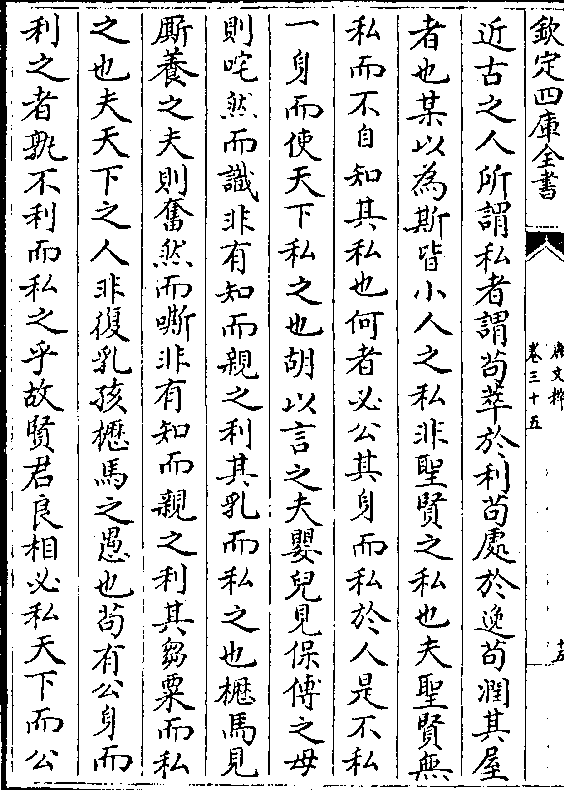 欽定四庫全書
唐文粹
卷三十五
十五
近古之人所謂私者謂苟萃於利苟處於逸苟潤其屋
者也某以為斯皆小人之私非聖賢之私也夫聖賢無
私而不自知其私也何者必公其身而私於人是不私
一身而使天下私之也胡以言之夫嬰兒見保傅之母
則咤然而識非有知而親之利其乳而私之也櫪馬見
厮養之夫則奮然而嘶非有知而親之利其芻粟而私
之也夫天下之人非復乳孩櫪馬之愚也苟有公身而
利之者孰不利而私之乎故賢君良相必私天下而公